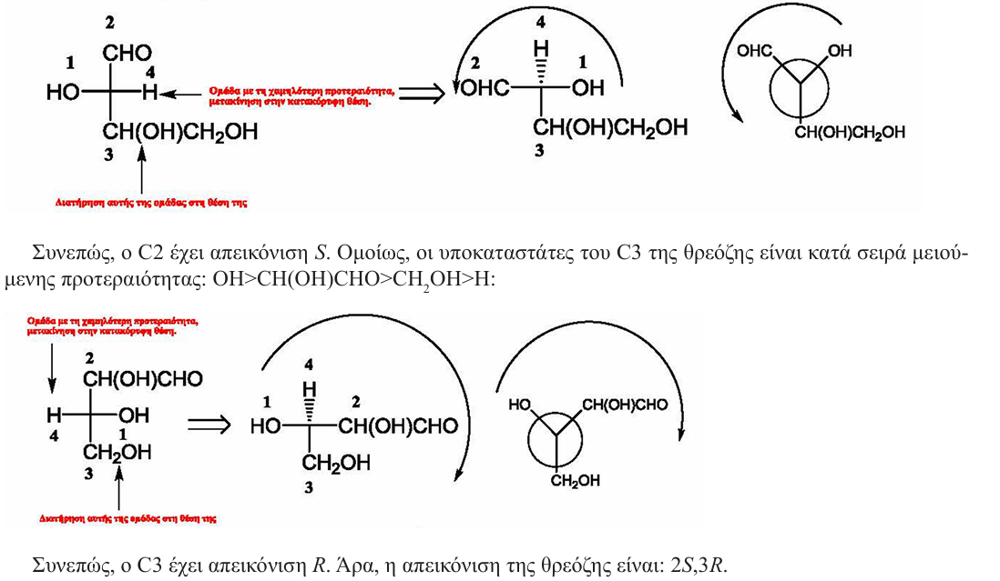 2
CHO
1
4
HO
H
Ομάδα με τη χαμηλότερη προτεραιότητα,
μετακίνηση στην κατακόρυφη θέση.
CH(OH)CH2OH
3
Διατήρηση αυτής της ομάδας στη θέση της
4
H
2
1
OHC
OH
CH(OH)CH2OH
3
OHC
OH
CH(OH)CH2OH
Συνεπώς, ο C2 έχει απεικόνιση S. Ομοίως, οι υποκαταστάτες του C3 της θρεόζης είναι κατά σειρά μειού-
μενης προτεραιότητας: OH>CH(OH)CHO>CH2OH>H:
Ομάδα με τη χαμηλότερη προτεραιότητα,
μετακίνηση στην κατακόρυφη θέση.
2
CH(OH)CHO
H
OH
4
1
CH2OH
3
Διατήρηση αυτής της ομάδας στη θέση της
4
H
1
2
HO
CH(OH)CHO
CH2OH
3
HO
CH(OH)CHO
CH2OH
Συνεπώς, ο C3 έχει απεικόνιση R. Άρα, η απεικόνιση της θρεόζης είναι: 2S,3R.